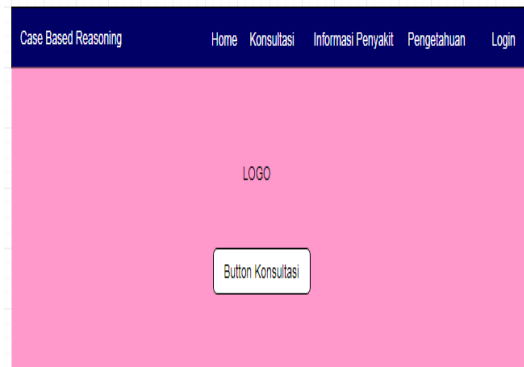 Case Based Reasoning Home Konsultasi Informasi Penyakit Pengetahuan Login
LOGO
Button Konsultasi